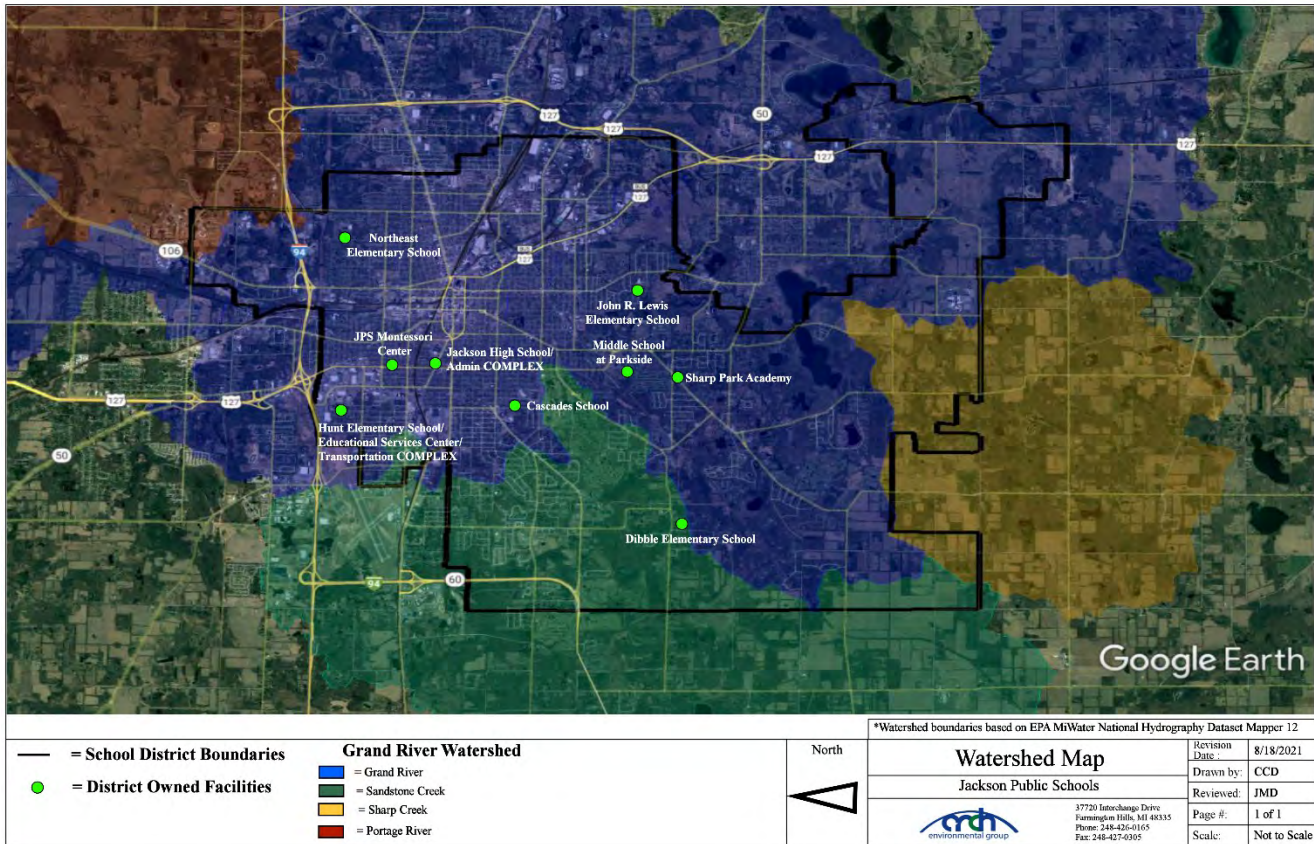 127
50
127
127
127
127
BUS
127
106
94
BUS
127
Northeast
Elementary School
John R. Lewis
Elementary School
JPS Montessori
Center
Jackson High School/
Admin COMPLEX
Middle School
at Parkside
Sharp Park Academy
127
127
Cascades School
Hunt Elementary School/
Educational Services Center/
Transportation COMPLEX
50
Dibble Elementary School
94
60
Google Earth
*Watershed boundaries based on EPA MiWater National Hydrography Dataset Mapper 12
= School District Boundaries
= District Owned Facilities
Grand River Watershed
= Grand River
= Sandstone Creek
= Sharp Creek
= Portage River
North
Watershed Map
Jackson Public Schools
arch
environmental group
37720 Interchange Drive
Farmington Hills, MI 48335
Phone: 248-426-0165
Fax: 248-427-0305
Revision Date : 8/18/2021
Drawn by: CCD
Reviewed: JMD
Page #: 1 of 1
Scale: Not to Scale